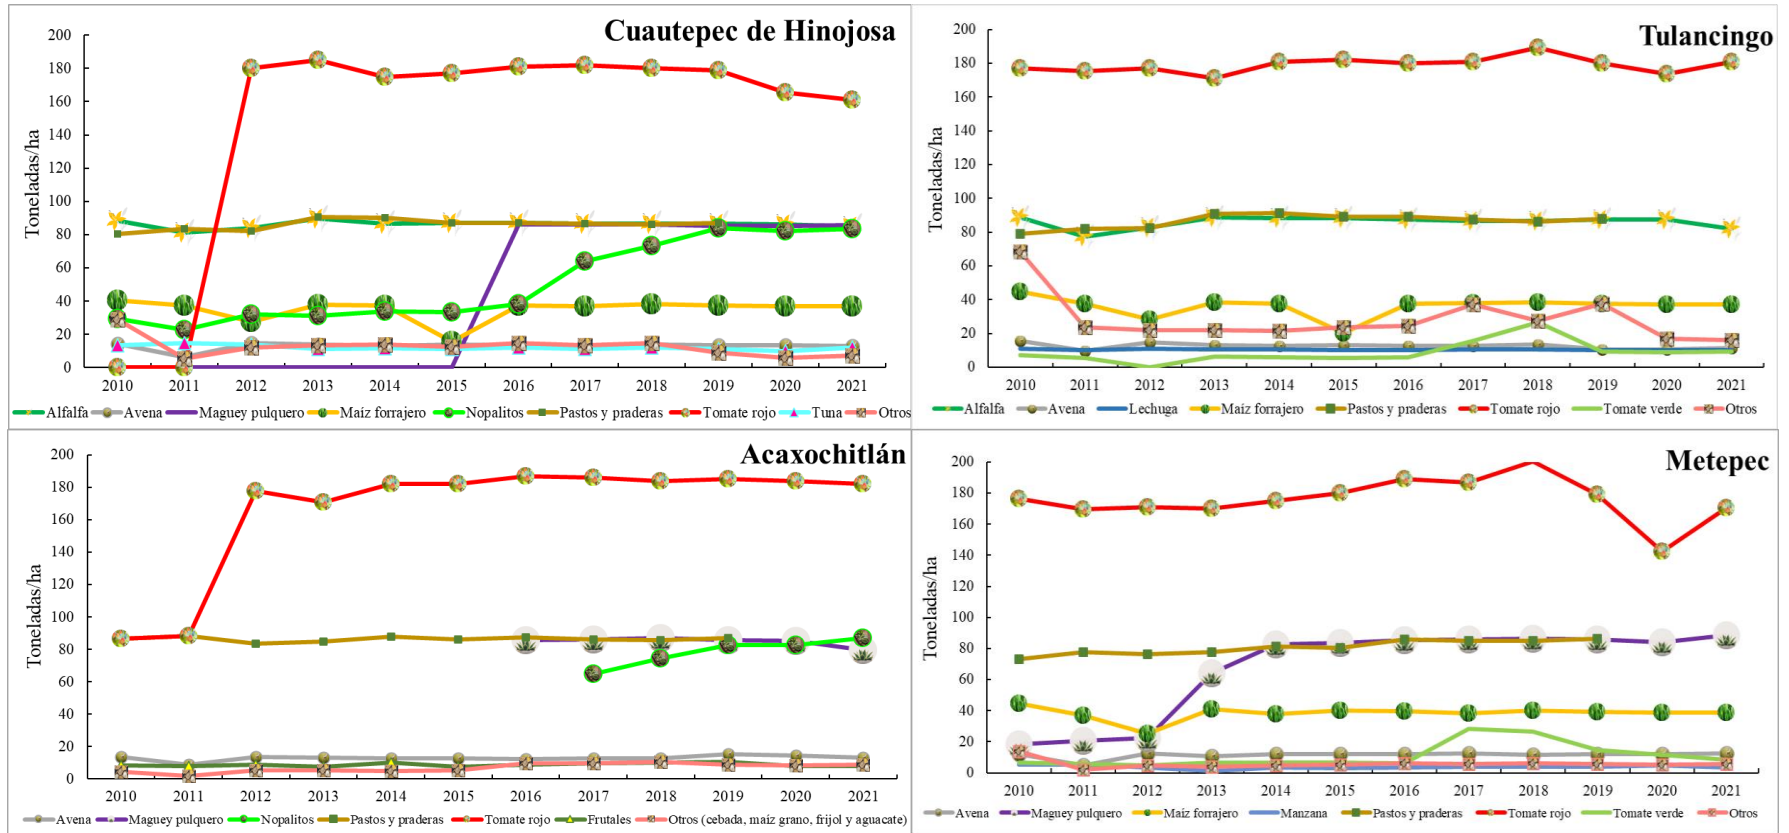 Cuautepec de Hinojosa
Toneladas/ha
200
180
160
140
120
100
80
60
40
20
0
2010 2011 2012 2013 2014 2015 2016 2017 2018 2019 2020 2021
Alfalfa Avena Maguey pulquero Maíz forrajero Nopalitos Pastos y praderas Tomate rojo Tuna Otros
Tulancingo
Toneladas/ha
200
180
160
140
120
100
80
60
40
20
0
2010 2011 2012 2013 2014 2015 2016 2017 2018 2019 2020 2021
Alfalfa Avena Lechuga Maíz forrajero Pastos y praderas Tomate rojo Tomate verde Otros
Acaxochitlán
Toneladas/ha
200
180
160
140
120
100
80
60
40
20
0
2010 2011 2012 2013 2014 2015 2016 2017 2018 2019 2020 2021
Avena Maguey pulquero Nopalitos Pastos y praderas Tomate rojo Frutales Otros (cebada, maíz grano, frijol y aguacate)
Metepec
Toneladas/ha
200
180
160
140
120
100
80
60
40
20
0
2010 2011 2012 2013 2014 2015 2016 2017 2018 2019 2020 2021
Avena Maguey pulquero Maíz forrajero Manzana Pastos y praderas Tomate rojo Tomate verde Otros